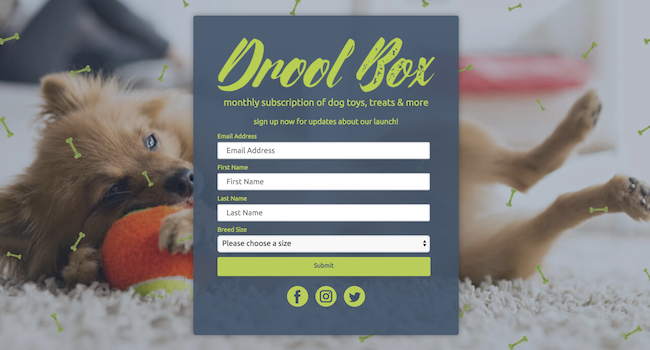 Drool Box
monthly subscription of dog toys, treats & more
sign up now for updates about our launch!
Email Address
Email Address
First Name
First Name
Last Name
Last Name
Breed Size
Please choose a size
Submit